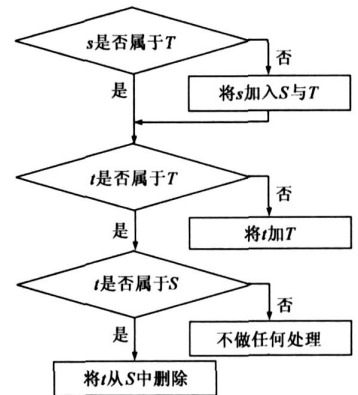 s是否属于T
否
是
将s加入S与T
t是否属于T
否
是
将t加T
t是否属于S
否
是
不做任何处理
将t从S中删除